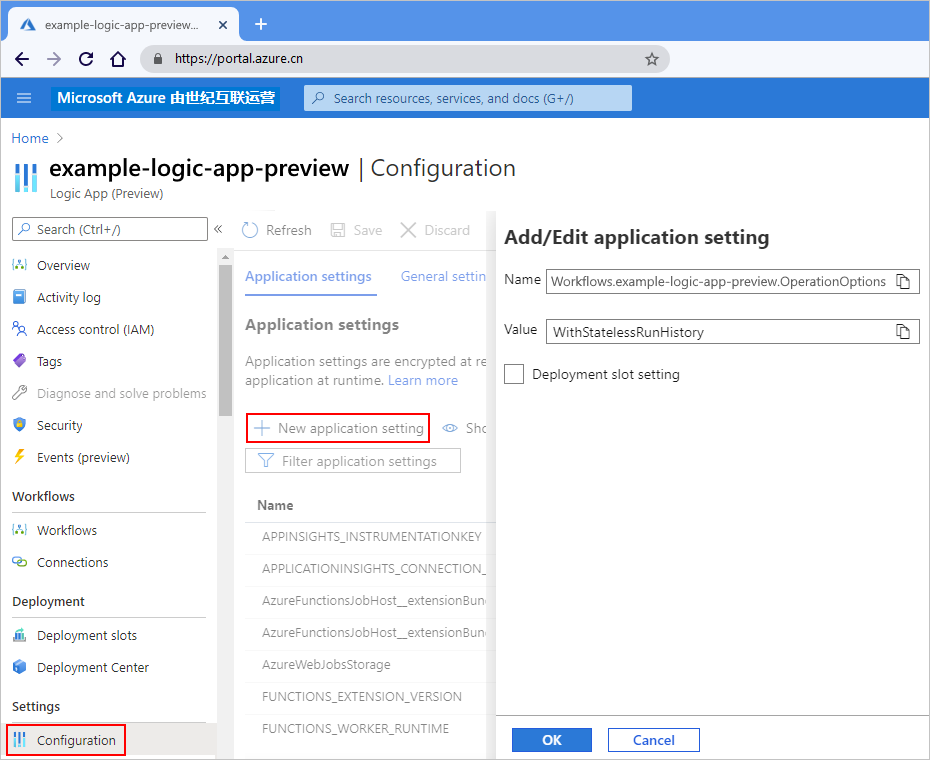 example-logic-app-preview...
https://portal.azure.cn
Microsoft Azure 由世纪互联运营
Search resources, services, and docs (G+/)
Home
example-logic-app-preview | Configuration
Logic App (Preview)
Search (Ctrl+/)
«
Overview
Activity log
Access control (IAM)
Tags
Diagnose and solve problems
Security
Events (preview)
Workflows
Workflows
Connections
Deployment
Deployment slots
Deployment Center
Settings
Configuration
Refresh
Save
Discard
Application settings
General settin
Application settings
Application settings are encrypted at re
application at runtime. Learn more
New application setting
Sho
Filter application settings
Name
APPINSIGHTS_INSTRUMENTATIONKEY
APPLICATIONINSIGHTS_CONNECTION_
AzureFunctionsJobHost__extensionBun
AzureFunctionsJobHost__extensionBun
AzureWebJobsStorage
FUNCTIONS_EXTENSION_VERSION
FUNCTIONS_WORKER_RUNTIME
Add/Edit application setting
Name
Workflows.example-logic-app-preview.OperationOptions
Value
WithStatelessRunHistory
Deployment slot setting
OK
Cancel